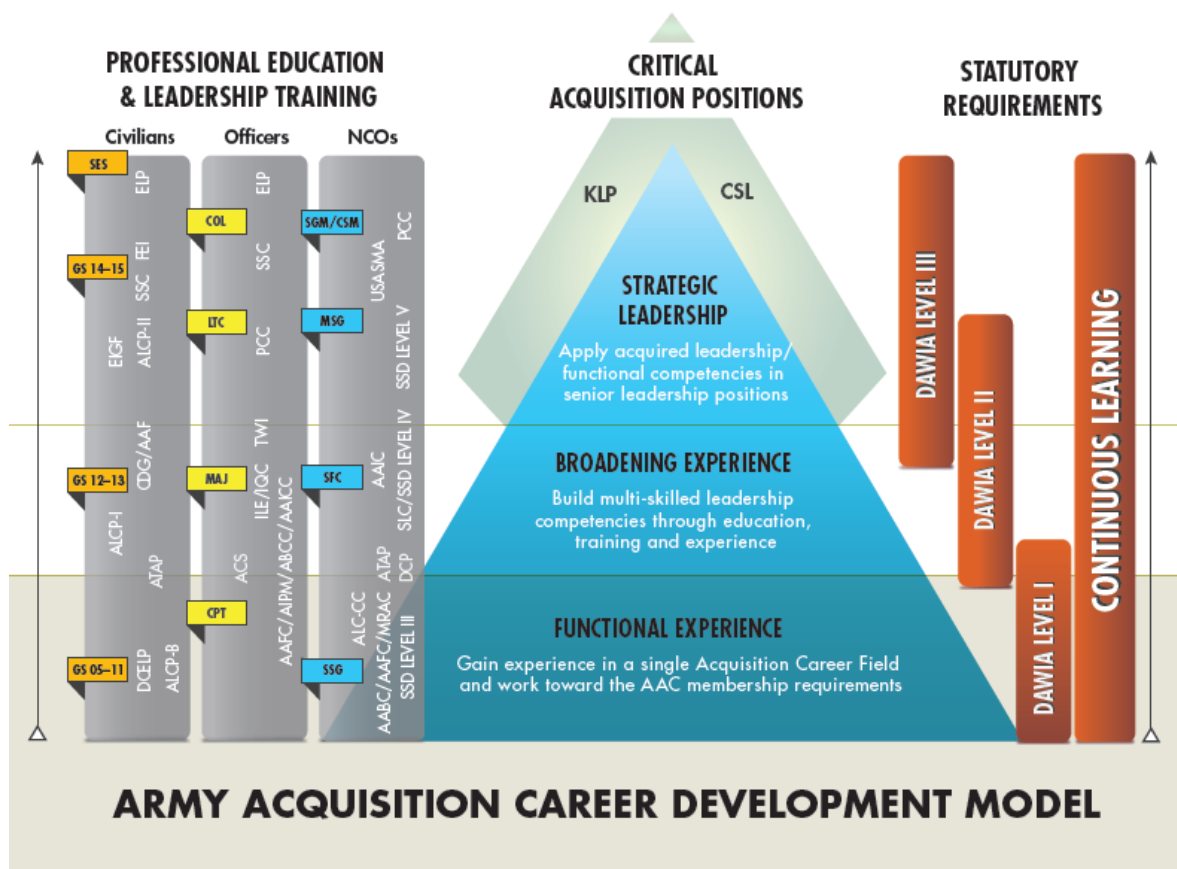 PROFESSIONAL EDUCATION
& LEADERSHIP TRAINING
Civilians
Officers
NCOs
SES
ELP
FEI
GS 14–15
SSC
ALCP-II
EIGF
CDG/AAF
GS 12–13
ALCP-I
ATAP
GS 05–11
DCELP
ALCP-B
ELP
COL
SSC
LTC
PCC
TWI
MAJ
ILE/IQC
AAFC/AIPM/ABCC/AAICC
ACS
CPT
SGM/CSM
PCC
USASMA
MSG
SSD LEVEL V
SLC/SSD LEVEL IV
AAIC
SFC
ATAP
DCP
ALC-CC
AABC/AAFC/MRAC
SSD LEVEL III
SSG
CRITICAL
ACQUISITION POSITIONS
KLP
CSL
STRATEGIC
LEADERSHIP
Apply acquired leadership/
functional competencies in
senior leadership positions
BROADENING EXPERIENCE
Build multi-skilled leadership
competencies through education,
training and experience
FUNCTIONAL EXPERIENCE
Gain experience in a single Acquisition Career Field
and work toward the AAC membership requirements
STATUTORY
REQUIREMENTS
DAWIA LEVEL III
DAWIA LEVEL II
DAWIA LEVEL I
CONTINUOUS LEARNING
ARMY ACQUISITION CAREER DEVELOPMENT MODEL